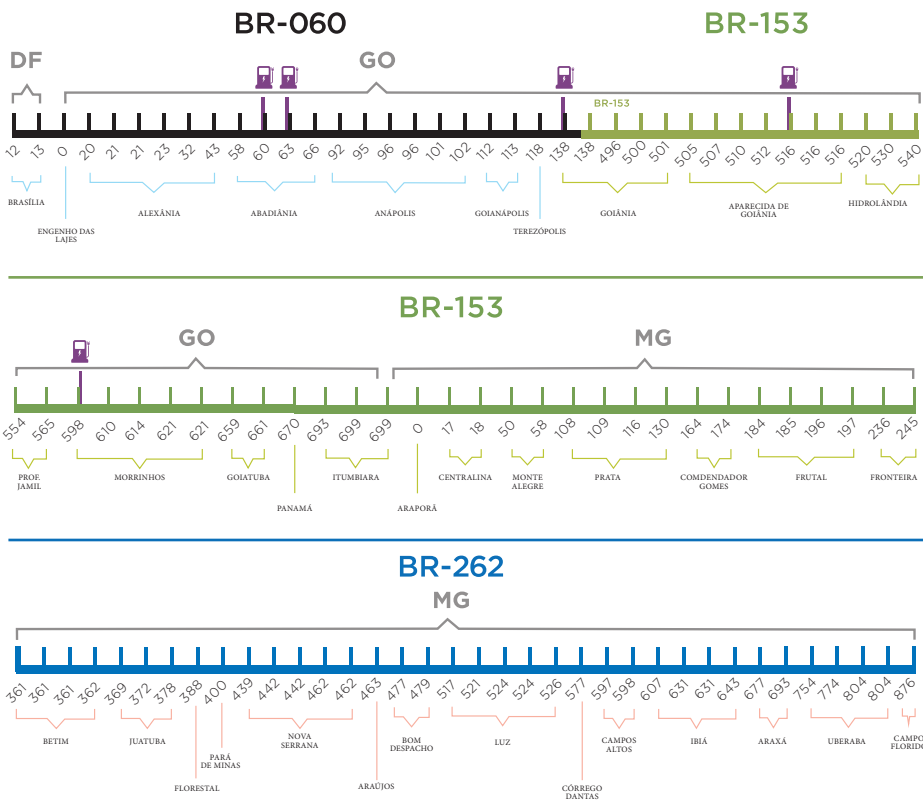 BR-060
BR-153
DF
GO
BR-153
12 13 0 20 21 21 23 32 43 58 60 63 66 92 95 96 96 101 102 112 113 118 138 138 496 500 501 505 507 510 512 516 516 520 530 540
BRASÍLIA
ENGENHO DAS
LAJES
ALEXÂNIA
ABADIÂNIA
ANÁPOLIS
GOIANÁPOLIS
TEREZÓPOLIS
GOIÂNIA
APARECIDA DE
GOIÂNIA
HIDROLÂNDIA
BR-153
GO
MG
554 565 598 610 614 621 621 659 661 670 693 699 699 0 17 18 50 58 108 109 116 130 164 174 184 185 196 197 236 245
PROF.
JAMIL
MORRINHOS
GOIATUBA
PANAMÁ
ITUMBIARA
ARAPORÃ
CENTRALINA
MONTE
ALEGRE
PRATA
COMDENDADOR
GOMES
FRUTAL
FRONTEIRA
BR-262
MG
361 361 361 362 369 372 378 388 400 439 442 442 462 462 463 477 479 517 521 524 524 526 577 597 598 607 631 631 643 677 693 754 774 804 804 876
BETIM
JUATUBA
FLORESTAL
PARÁ
DE MINAS
NOVA
SERRANA
ARAÚJOS
BOM
DESPACHO
LUZ
CÓRREGO
DANTAS
CAMPOS
ALTOS
IBIÁ
ARAXÁ
UBERABA
CAMPO
FLORIDO